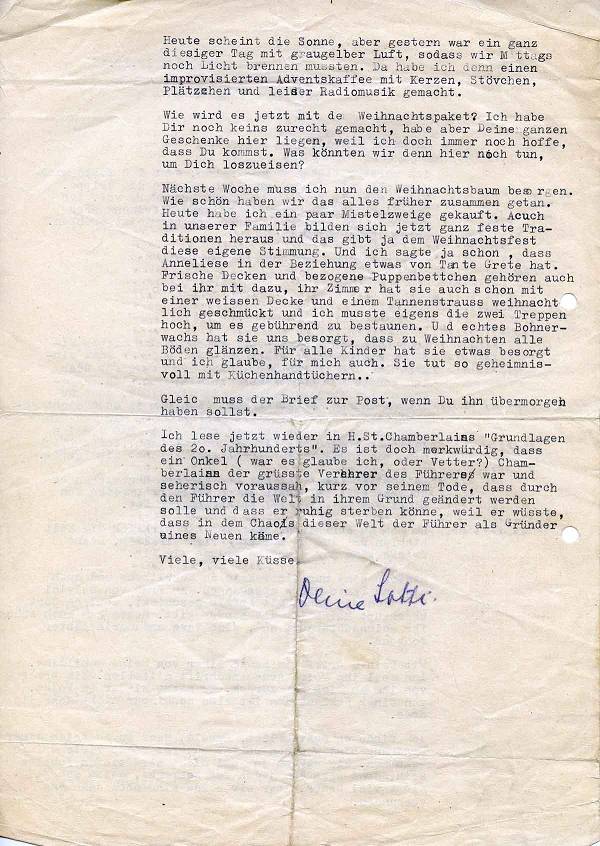 Heute scheint die Sonne, aber gestern war ein ganz
diesiger Tag mit graugelber Luft, sodass wir M ttags
noch Licht brennen mussten. Da habe ich denn einen
improvisierten Adventskaffee mit Kerzen, Stövchen,
Plätzchen und leiser Radiomusik gemacht.
Wie wird es jetzt mit de Weihnachtspaket? Ich habe
Dir noch keins zurecht gemacht, habe aber Deine ganzen
Geschenke hier liegen, weil ich doch immer noch hoffe,
dass Du kommst. Was könnten wir denn hier noch tun,
um Dich loszueisen?
Nächste Woche muss ich nun den Weihnachtsbaum besorgen.
Wie schön haben wir das alles früher zusammen getan.
Heute habe ich ein paar Mistelzweige gekauft. Acuch
in unserer Familie bilden sich jetzt ganz feste Tra-
ditionen heraus und das gibt ja dem Weihnachtsfest
diese eigene Stimmung. Und ich sagte ja schon , dass
Anneliese in der Beziehung etwas von Tante Grete hat.
Frische Decken und bezogene Puppenbettchen gehören auch
bei ihr mit dazu, ihr Zimmer hat sie auch schon mit
einer weissen Decke und einem Tannenstrauss weihnacht
lich geschmückt und ich musste eigens die zwei Treppen
hoch, um es gebührend zu bestaunen. U d echtes Bohner-
wachs hat sie uns besorgt, dass zu Weihnachten alle
Böden glänzen. Für alle Kinder hat sie etwas besorgt
und ich glaube, für mich auch. Sie tut so geheimnis-
voll mit Küchenhandtüchern..
Gleic muss der Brief zur Post, wenn Du ihn übermorgen
haben sollst.
Ich lese jetzt wieder in H.St.Chamberlains "Grundlagen
des 2o. Jahrhunderts". Es ist doch merkwürdig, dass
ein Onkel ( war es glaube ich, oder Vetter?) Cham-
berlains der grüsste Verehrer des Führers war und
seherisch voraussah, kurz vor seinem Tode, dass durch
den Führer die Welt in ihrem Grund geändert werden
solle und dass er ruhig sterben könne, weil er wüsste,
dass in dem Chaos dieser Welt der Führer als Gründer
eines Neuen käme.
Viele, viele Küsse
Deine